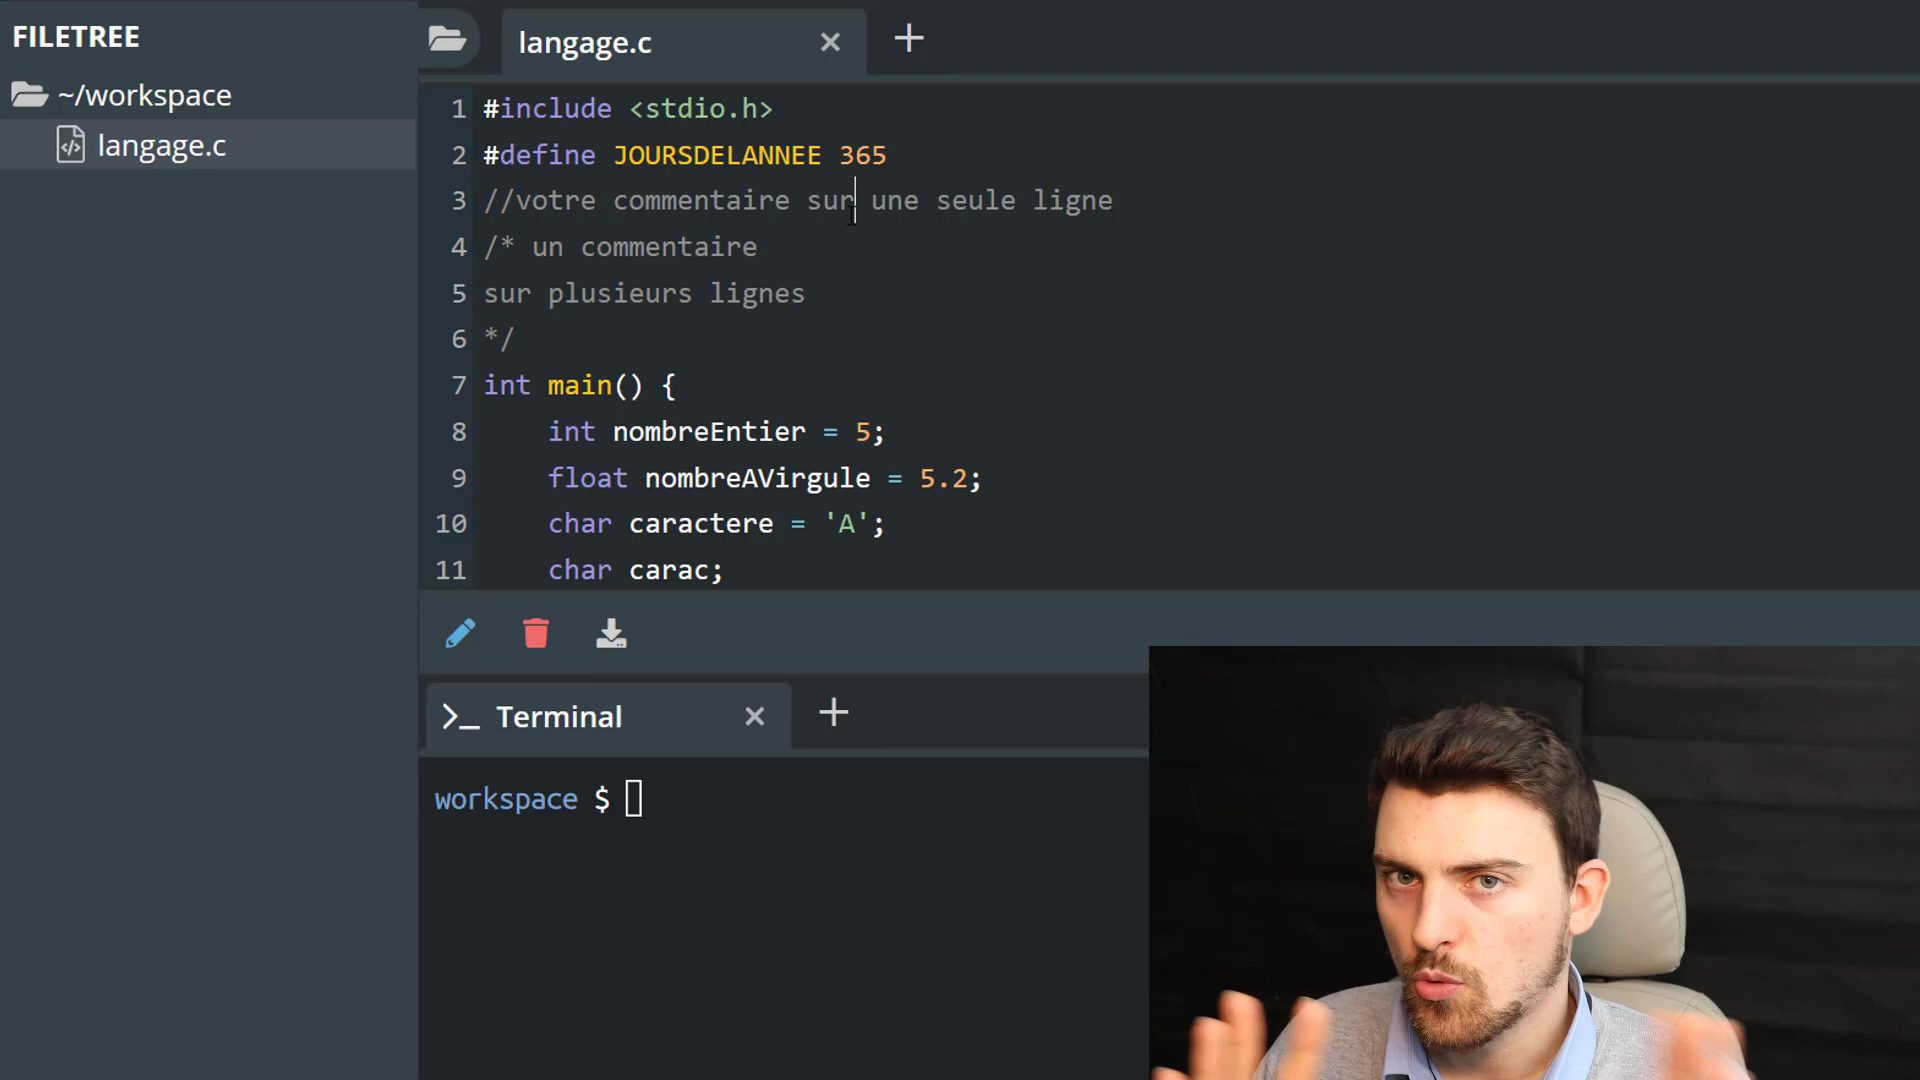 FILETREE
~/workspace
langage.c
langage.c
1 #include <stdio.h>
2 #define JOURSDELANNEE 365
3 //votre commentaire sur une seule ligne
4 /* un commentaire
5 sur plusieurs lignes
6 */
7 int main() {
8 int nombreEntier = 5;
9 float nombreAVirgule = 5.2;
10 char caractere = 'A';
11 char carac;
>_ Terminal
workspace $